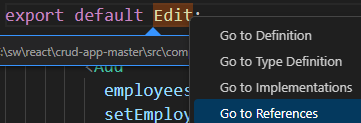 export default Edit;
Go to Definition
:\sw\react\crud-app-master\src\com
Go to Type Definition
<Add
Go to Implementations
employees
setEmploy
Go to References